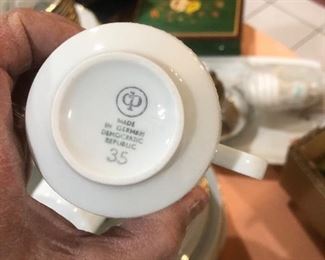 MADE
IN GERMAN
DEMOCRATIC
REPUBLIC
35